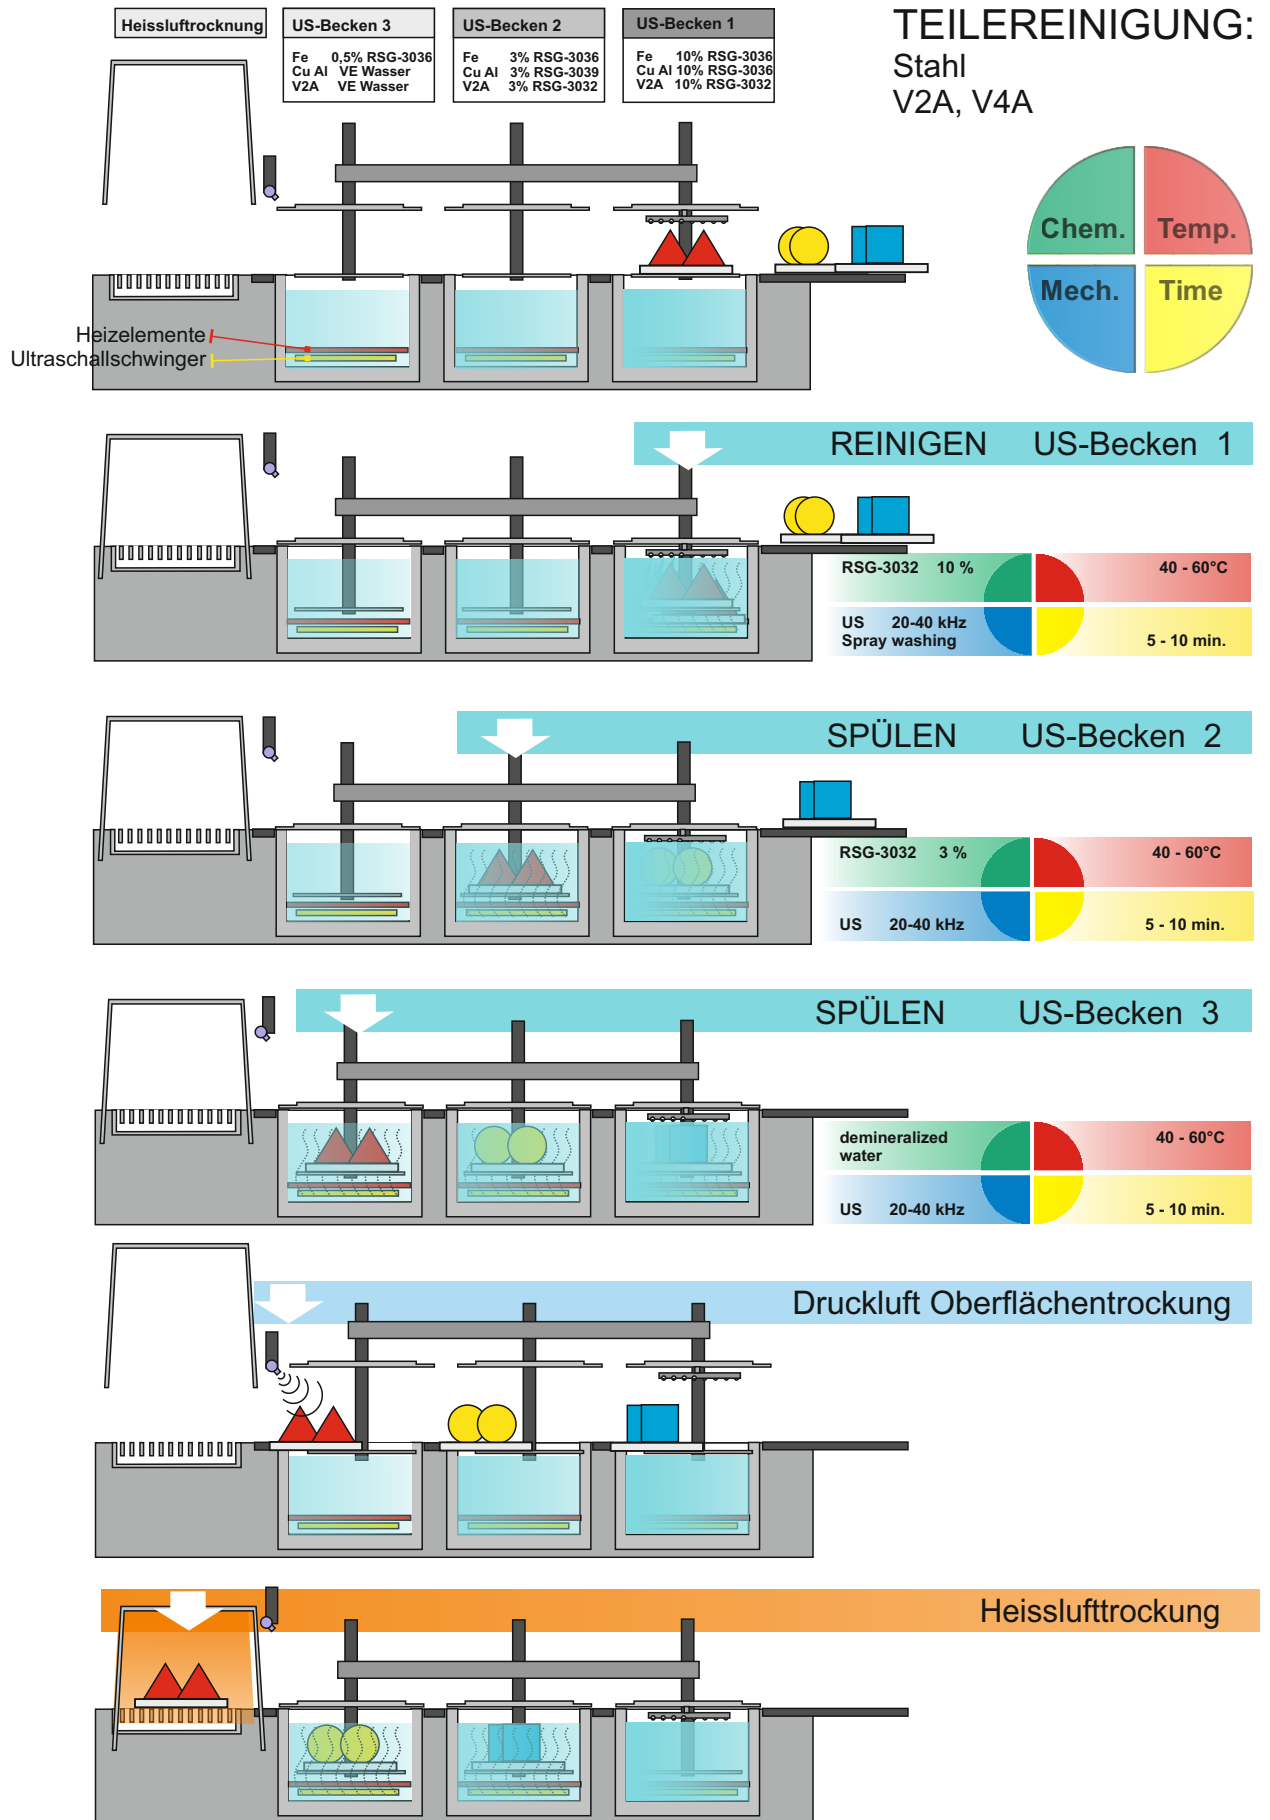 Heissluftrocknung
US-Becken 3
Fe 0,5% RSG-3036
Cu Al VE Wasser
V2A VE Wasser
US-Becken 2
Fe 3% RSG-3036
Cu Al 3% RSG-3039
V2A 3% RSG-3032
US-Becken 1
Fe 10% RSG-3036
Cu Al 10% RSG-3036
V2A 10% RSG-3032
TEILEREINIGUNG:
Stahl
V2A, V4A
Chem.
Temp.
Mech.
Time
Heizelemente
Ultraschallschwinger
REINIGEN US-Becken 1
RSG-3032 10 %
40 - 60°C
US 20-40 kHz
Spray washing
5 - 10 min.
SPÜLEN US-Becken 2
RSG-3032 3 %
40 - 60°C
US 20-40 kHz
5 - 10 min.
SPÜLEN US-Becken 3
demineralized
water
40 - 60°C
US 20-40 kHz
5 - 10 min.
Druckluft Oberflächentrockung
Heisslufttrockung